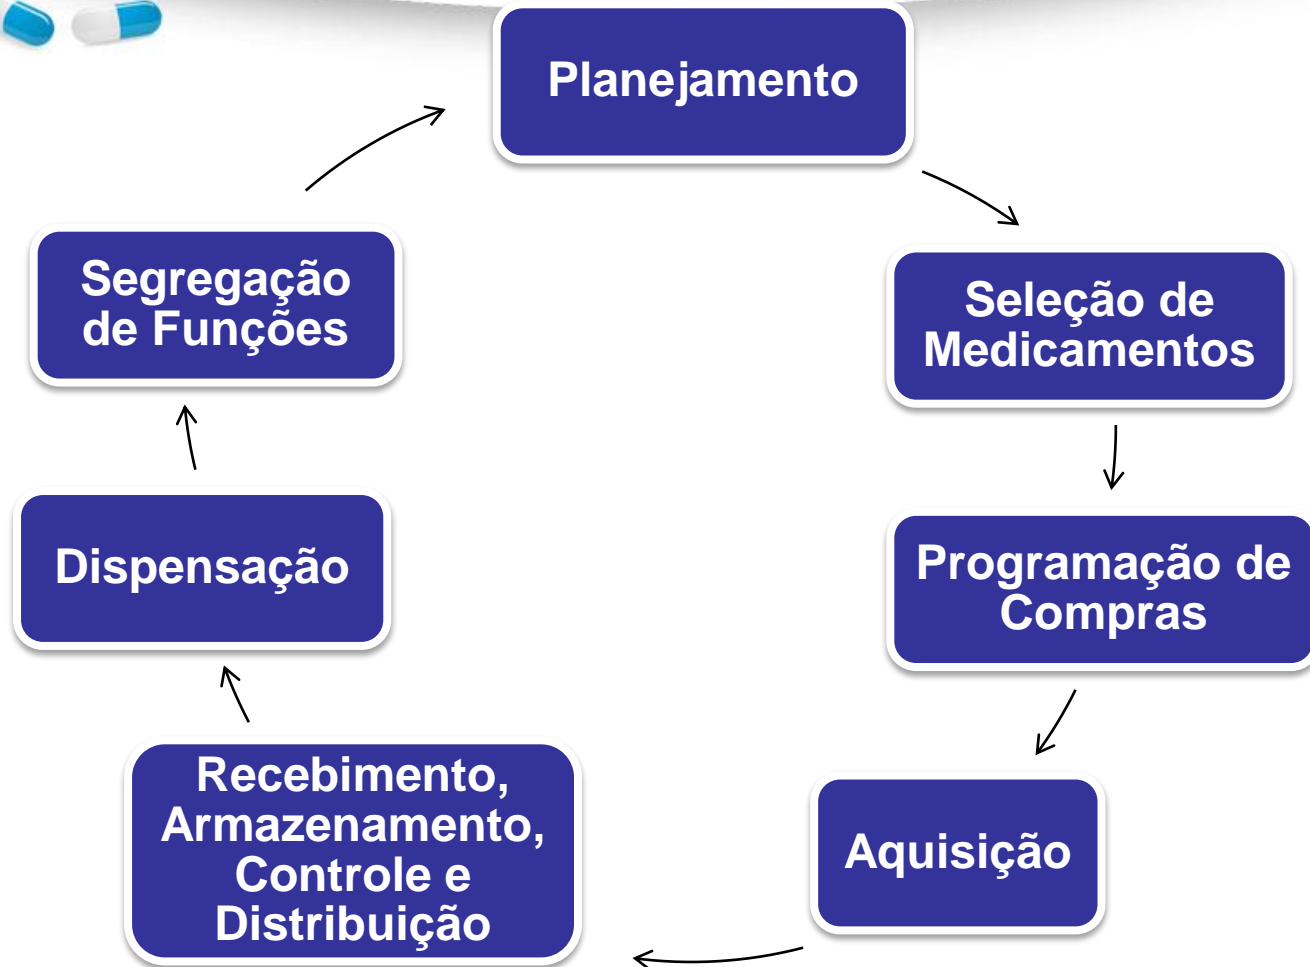 Planejamento
Seleção de
Medicamentos
Programação de
Compras
Aquisição
Recebimento,
Armazenamento,
Controle e
Distribuição
Dispensação
Segregação
de Funções